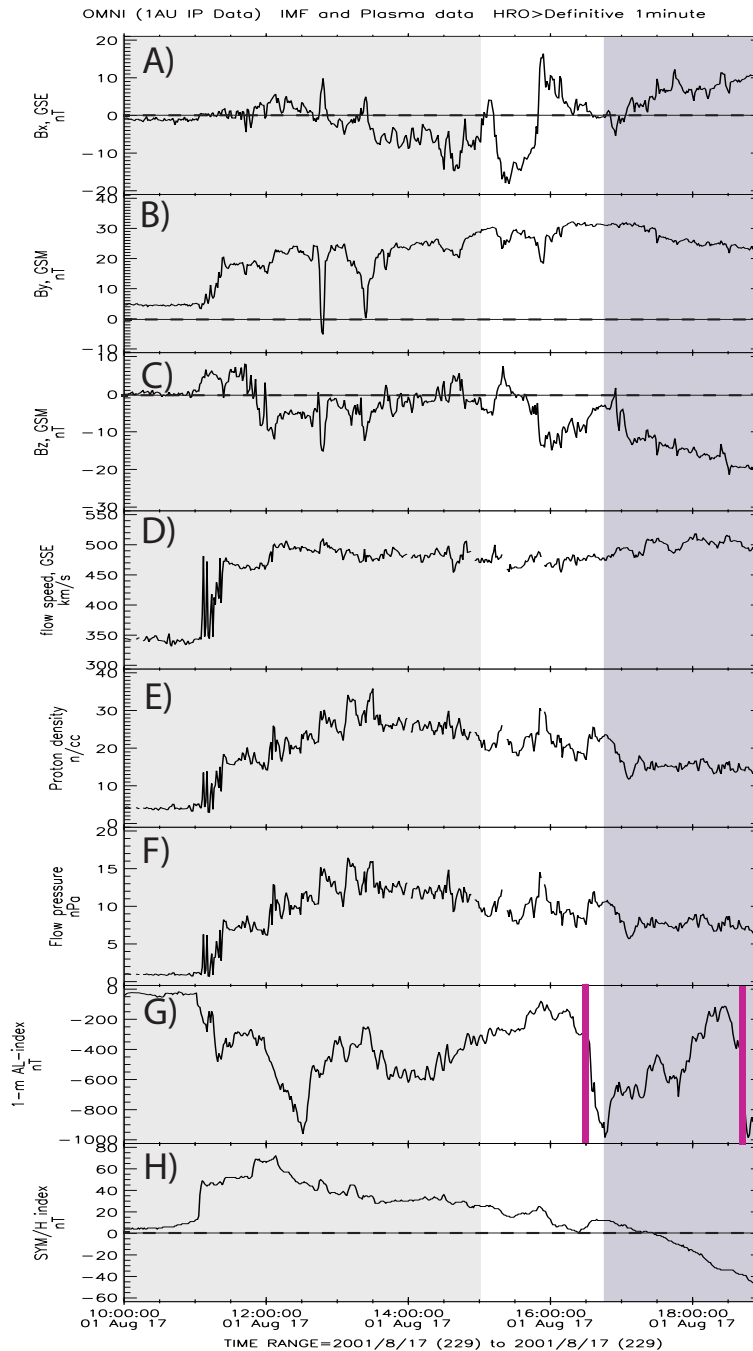 OMNI (1AU IP Data) IMF and Plasma data HRO>Definitive 1minute
A)
20
10
0
-10
-20
Bx, GSE
nT
B)
40
30
20
10
0
-10
By, GSM
nT
C)
10
0
-10
-20
-30
Bz, GSM
nT
D)
550
500
450
400
350
300
flow speed, GSE
km/s
E)
40
30
20
10
0
Proton density
n/cc
F)
20
15
10
5
0
Flow pressure
nPa
G)
0
-200
-400
-600
-800
-1000
1-m AL-index
nT
H)
80
60
40
20
0
-20
-40
-60
SYM/H index
nT
10:00:00 12:00:00 14:00:00 16:00:00 18:00:00
01 Aug 17 01 Aug 17 01 Aug 17 01 Aug 17 01 Aug 17
TIME RANGE=2001/8/17 (229) to 2001/8/17 (229)